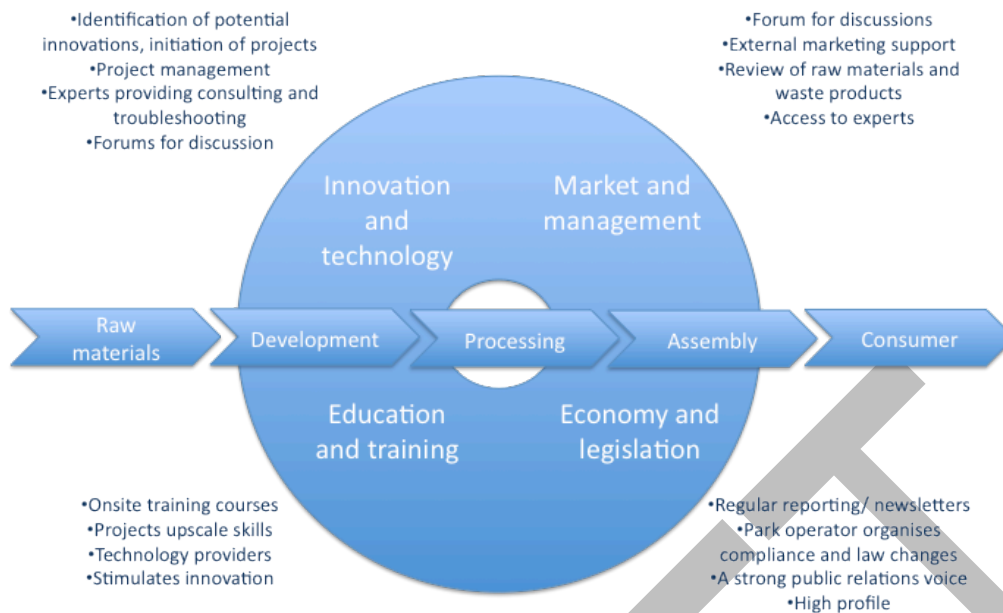 •Identification of potential
innovations, initiation of projects
•Project management
•Experts providing consulting and
troubleshooting
•Forums for discussion
•Forum for discussions
•External marketing support
•Review of raw materials and
waste products
•Access to experts
Innovation
and
technology
Market and
management
Raw
materials
Development
Processing
Assembly
Consumer
Education
and training
Economy and
legislation
•Onsite training courses
•Projects upscale skills
•Technology providers
•Stimulates innovation
•Regular reporting/ newsletters
•Park operator organises
compliance and law changes
•A strong public relations voice
•High profile